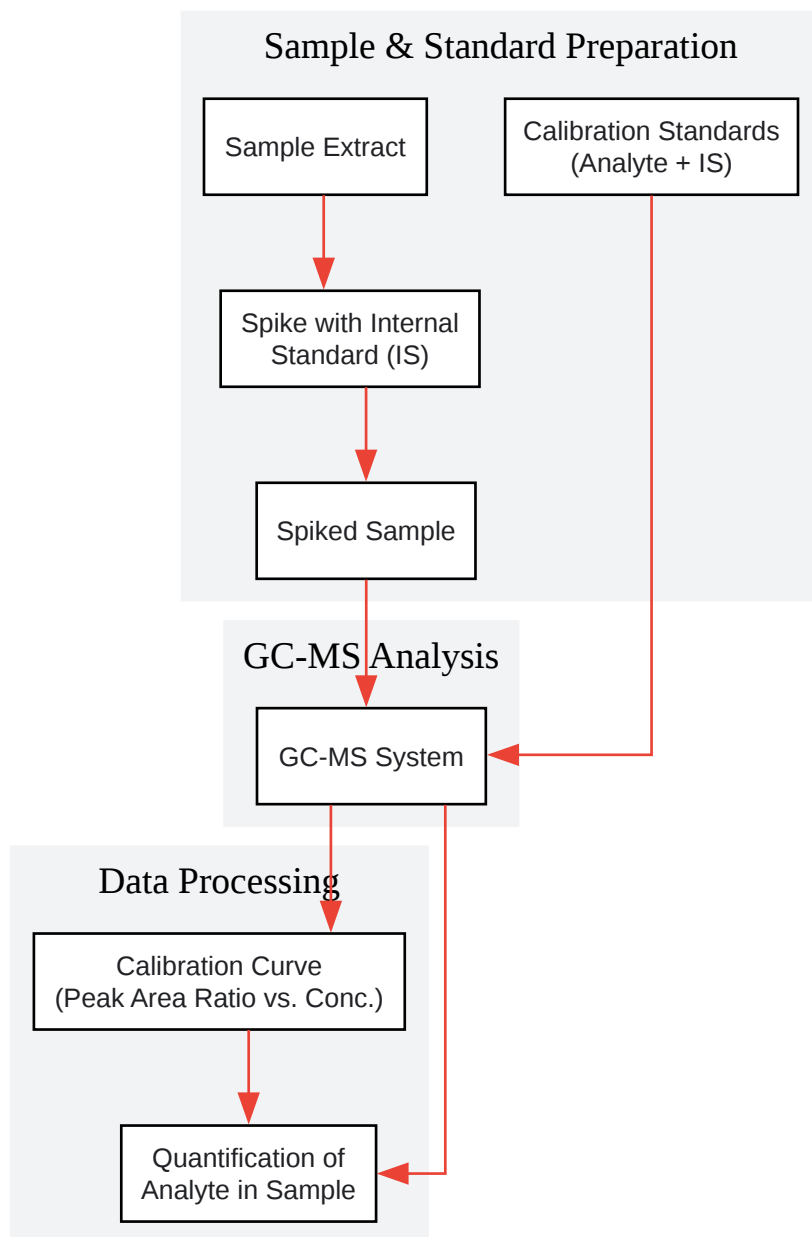 Sample & Standard Preparation
Sample Extract
Calibration Standards
(Analyte + IS)
Spike with Internal
Standard (IS)
Spiked Sample
GC-MS Analysis
GC-MS System
Data Processing
Calibration Curve
(Peak Area Ratio vs. Conc.)
Quantification of
Analyte in Sample